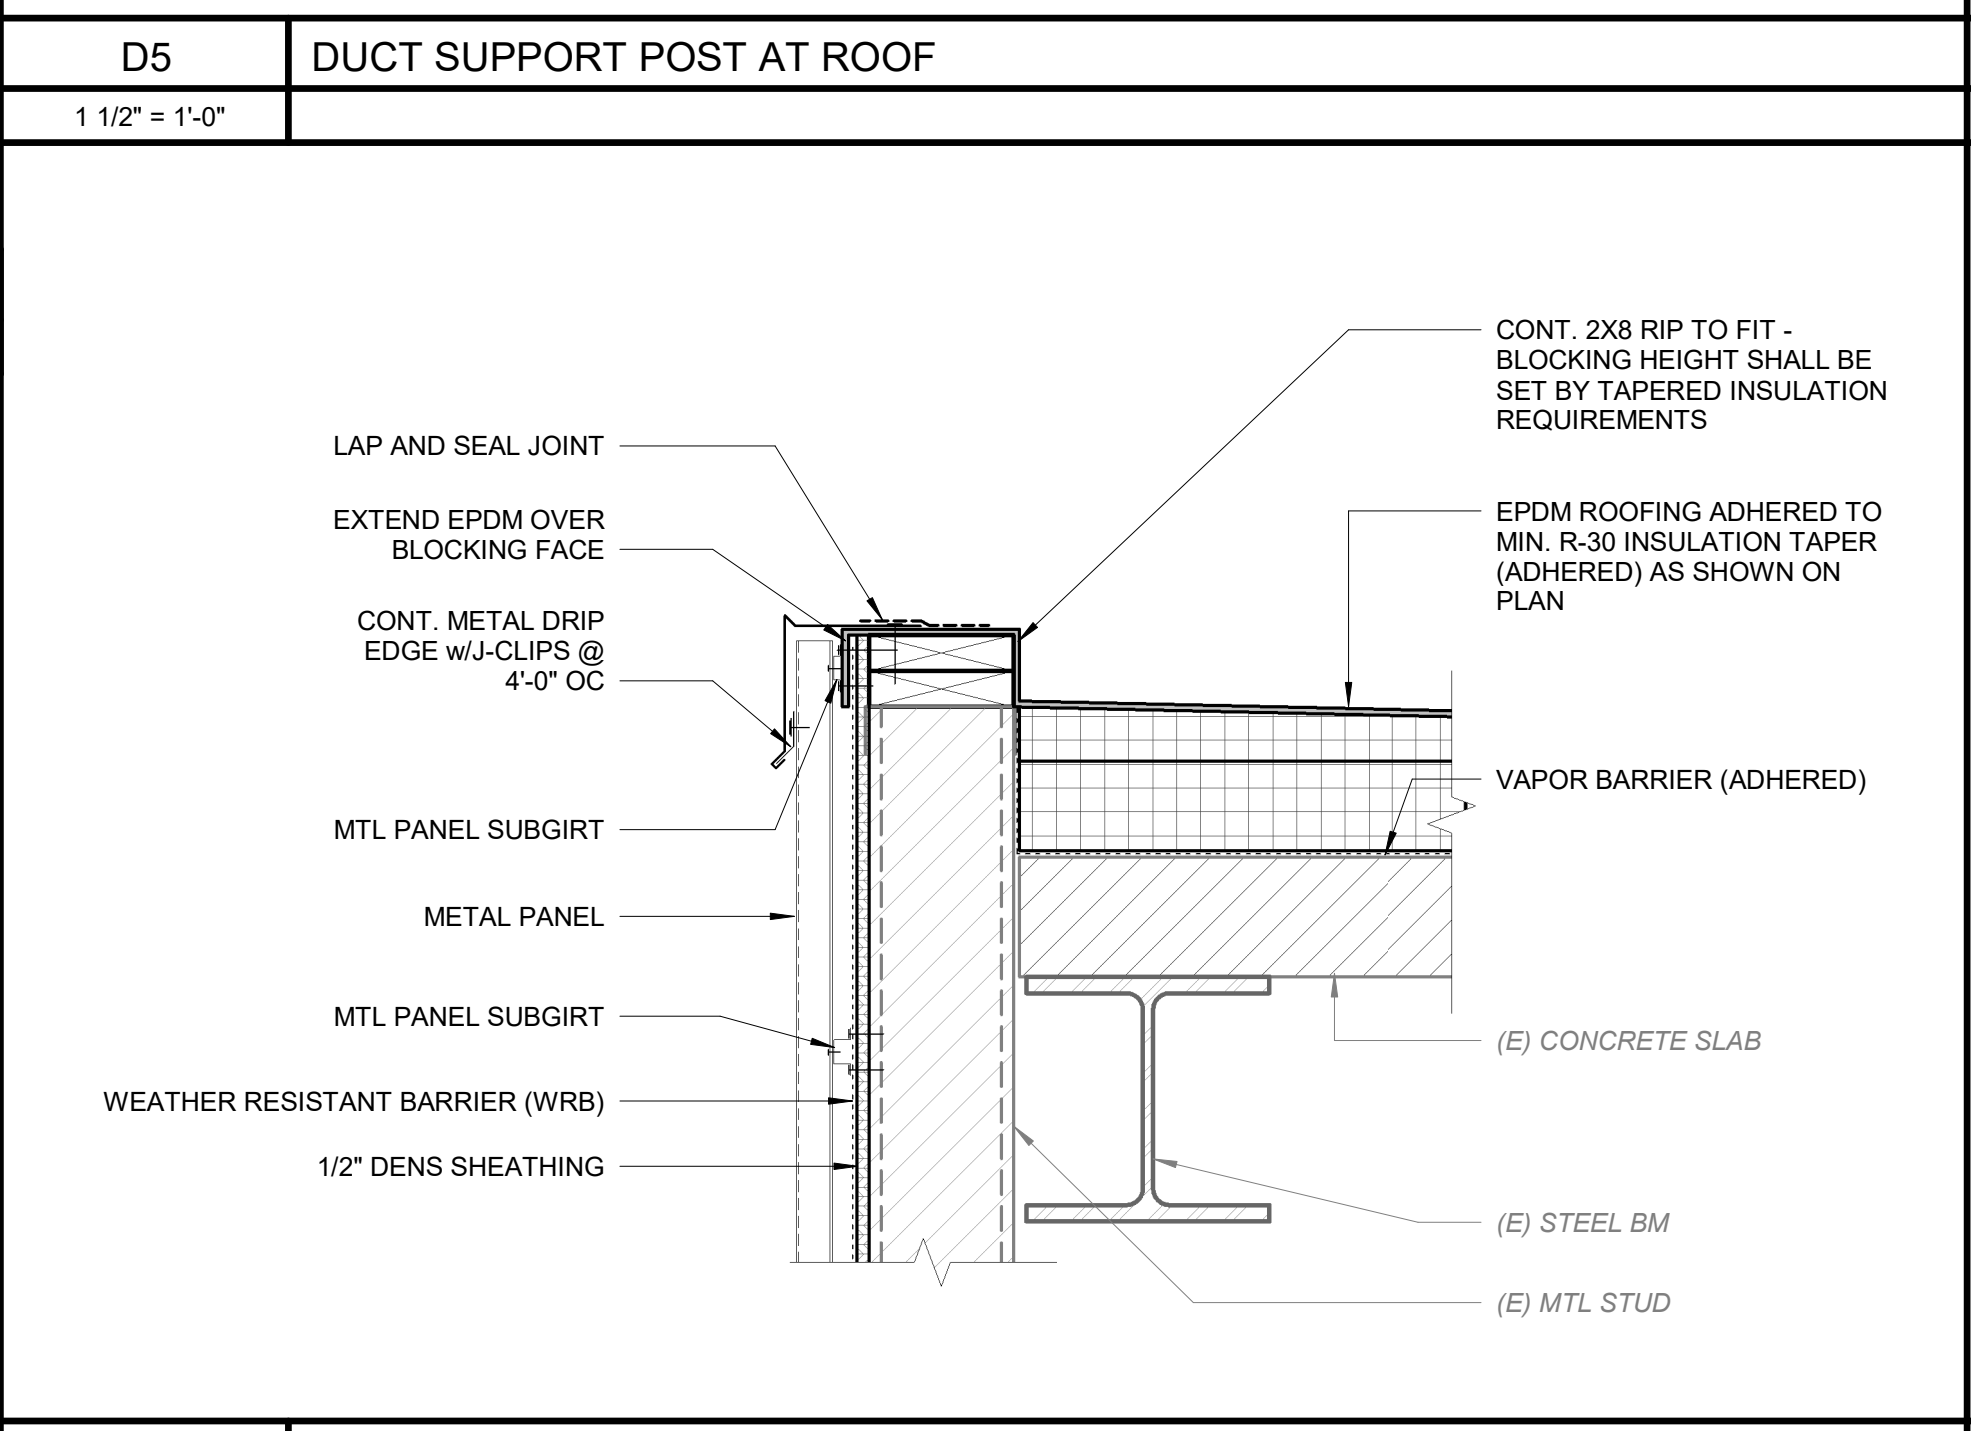 D5
DUCT SUPPORT POST AT ROOF
1 1/2" = 1'-0"
CONT. 2X8 RIP TO FIT -
BLOCKING HEIGHT SHALL BE
SET BY TAPERED INSULATION
REQUIREMENTS
LAP AND SEAL JOINT
EXTEND EPDM OVER
BLOCKING FACE
EPDM ROOFING ADHERED TO
MIN. R-30 INSULATION TAPER
(ADHERED) AS SHOWN ON
PLAN
CONT. METAL DRIP
EDGE w/J-CLIPS @
4'-0" OC
VAPOR BARRIER (ADHERED)
MTL PANEL SUBGIRT
METAL PANEL
MTL PANEL SUBGIRT
(E) CONCRETE SLAB
WEATHER RESISTANT BARRIER (WRB)
1/2" DENS SHEATHING
(E) STEEL BM
(E) MTL STUD